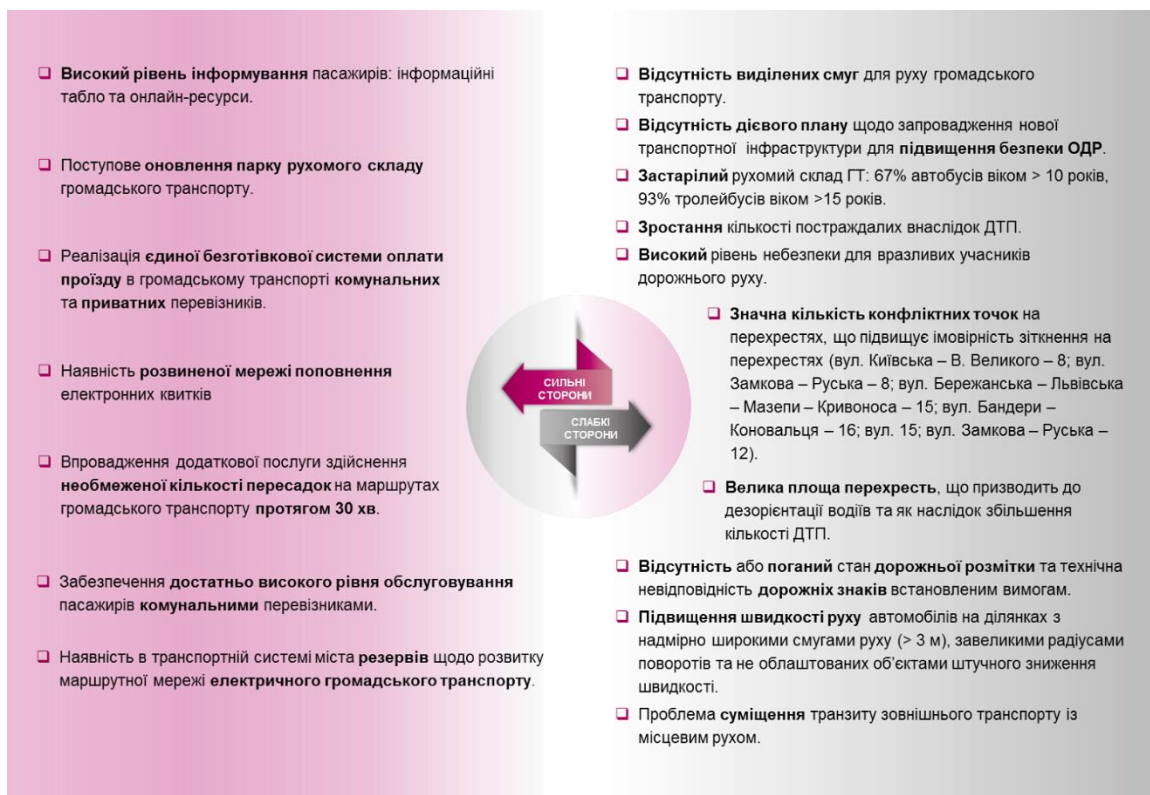 Високий рівень інформування пасажирів: інформаційні
табло та онлайн-ресурси.
Поступове оновлення парку рухомого складу
громадського транспорту.
Реалізація єдиної безготівкової системи оплати
проїзду в громадському транспорті комунальних
та приватних перевізників.
Наявність розвиненої мережі поповнення
електронних квитків
Впровадження додаткової послуги здійснення
необмеженої кількості пересадок на маршрутах
громадського транспорту протягом 30 хв.
Забезпечення достатньо високого рівня обслуговування
пасажирів комунальними перевізниками.
Наявність в транспортній системі міста резервів щодо розвитку
маршрутної мережі електричного громадського транспорту.
СИЛЬНІ
СТОРОНИ
СЛАБКІ
СТОРОНИ
Відсутність виділених смуг для руху громадського
транспорту.
Відсутність дієвого плану щодо запровадження нової
транспортної інфраструктури для підвищення безпеки ОДР.
Застарілий рухомий склад ГТ: 67% автобусів віком > 10 років,
93% тролейбусів віком >15 років.
Зростання кількості постраждалих внаслідок ДТП.
Високий рівень небезпеки для вразливих учасників
дорожнього руху.
Значна кількість конфліктних точок на
перехрестях, що підвищує імовірність зіткнення на
перехрестях (вул. Київська – В. Великого – 8; вул.
Замкова – Руська – 8; вул. Бережанська – Львівська
– Мазепи – Кривоноса – 15; вул. Бандери –
Коновальця – 16; вул. 15; вул. Замкова – Руська –
12).
Велика площа перехресть, що призводить до
дезорієнтації водіїв та як наслідок збільшення
кількості ДТП.
Відсутність або поганий стан дорожньої розмітки та технічна
невідповідність дорожніх знаків встановленим вимогам.
Підвищення швидкості руху автомобілів на ділянках з
надмірно широкими смугами руху (> 3 м), завеликими радіусами
поворотів та не облаштованих об’єктами штучного зниження
швидкості.
Проблема суміщення транзиту зовнішнього транспорту із
місцевим рухом.